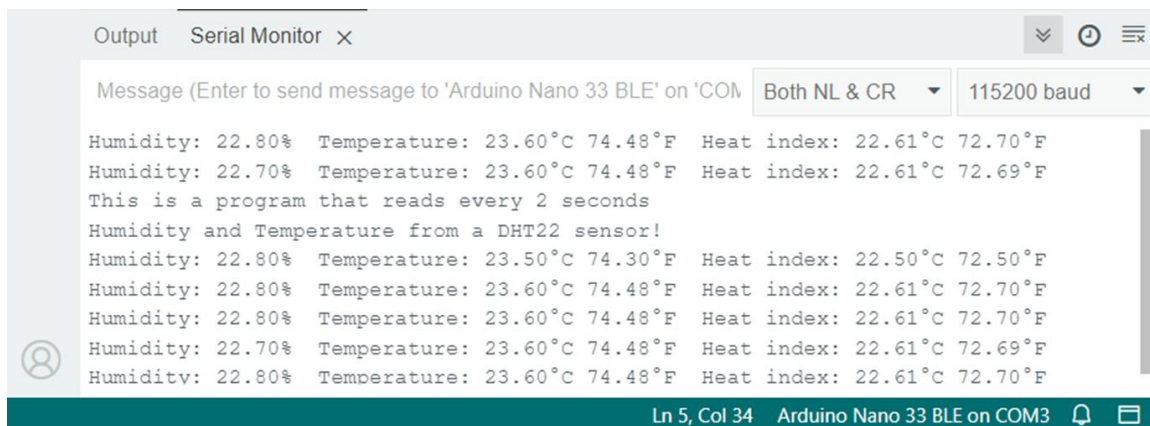 Output Serial Monitor
Message (Enter to send message to 'Arduino Nano 33 BLE' on 'COM Both NL & CR 115200 baud
Humidity: 22.80% Temperature: 23.60°C 74.48°F Heat index: 22.61°C 72.70°F
Humidity: 22.70% Temperature: 23.60°C 74.48°F Heat index: 22.61°C 72.69°F
This is a program that reads every 2 seconds
Humidity and Temperature from a DHT22 sensor!
Humidity: 22.80% Temperature: 23.50°C 74.30°F Heat index: 22.50°C 72.50°F
Humidity: 22.80% Temperature: 23.60°C 74.48°F Heat index: 22.61°C 72.70°F
Humidity: 22.80% Temperature: 23.60°C 74.48°F Heat index: 22.61°C 72.70°F
Humidity: 22.70% Temperature: 23.60°C 74.48°F Heat index: 22.61°C 72.69°F
Humidity: 22.80% Temperature: 23.60°C 74.48°F Heat index: 22.61°C 72.70°F
Ln 5, Col 34 Arduino Nano 33 BLE on COM3